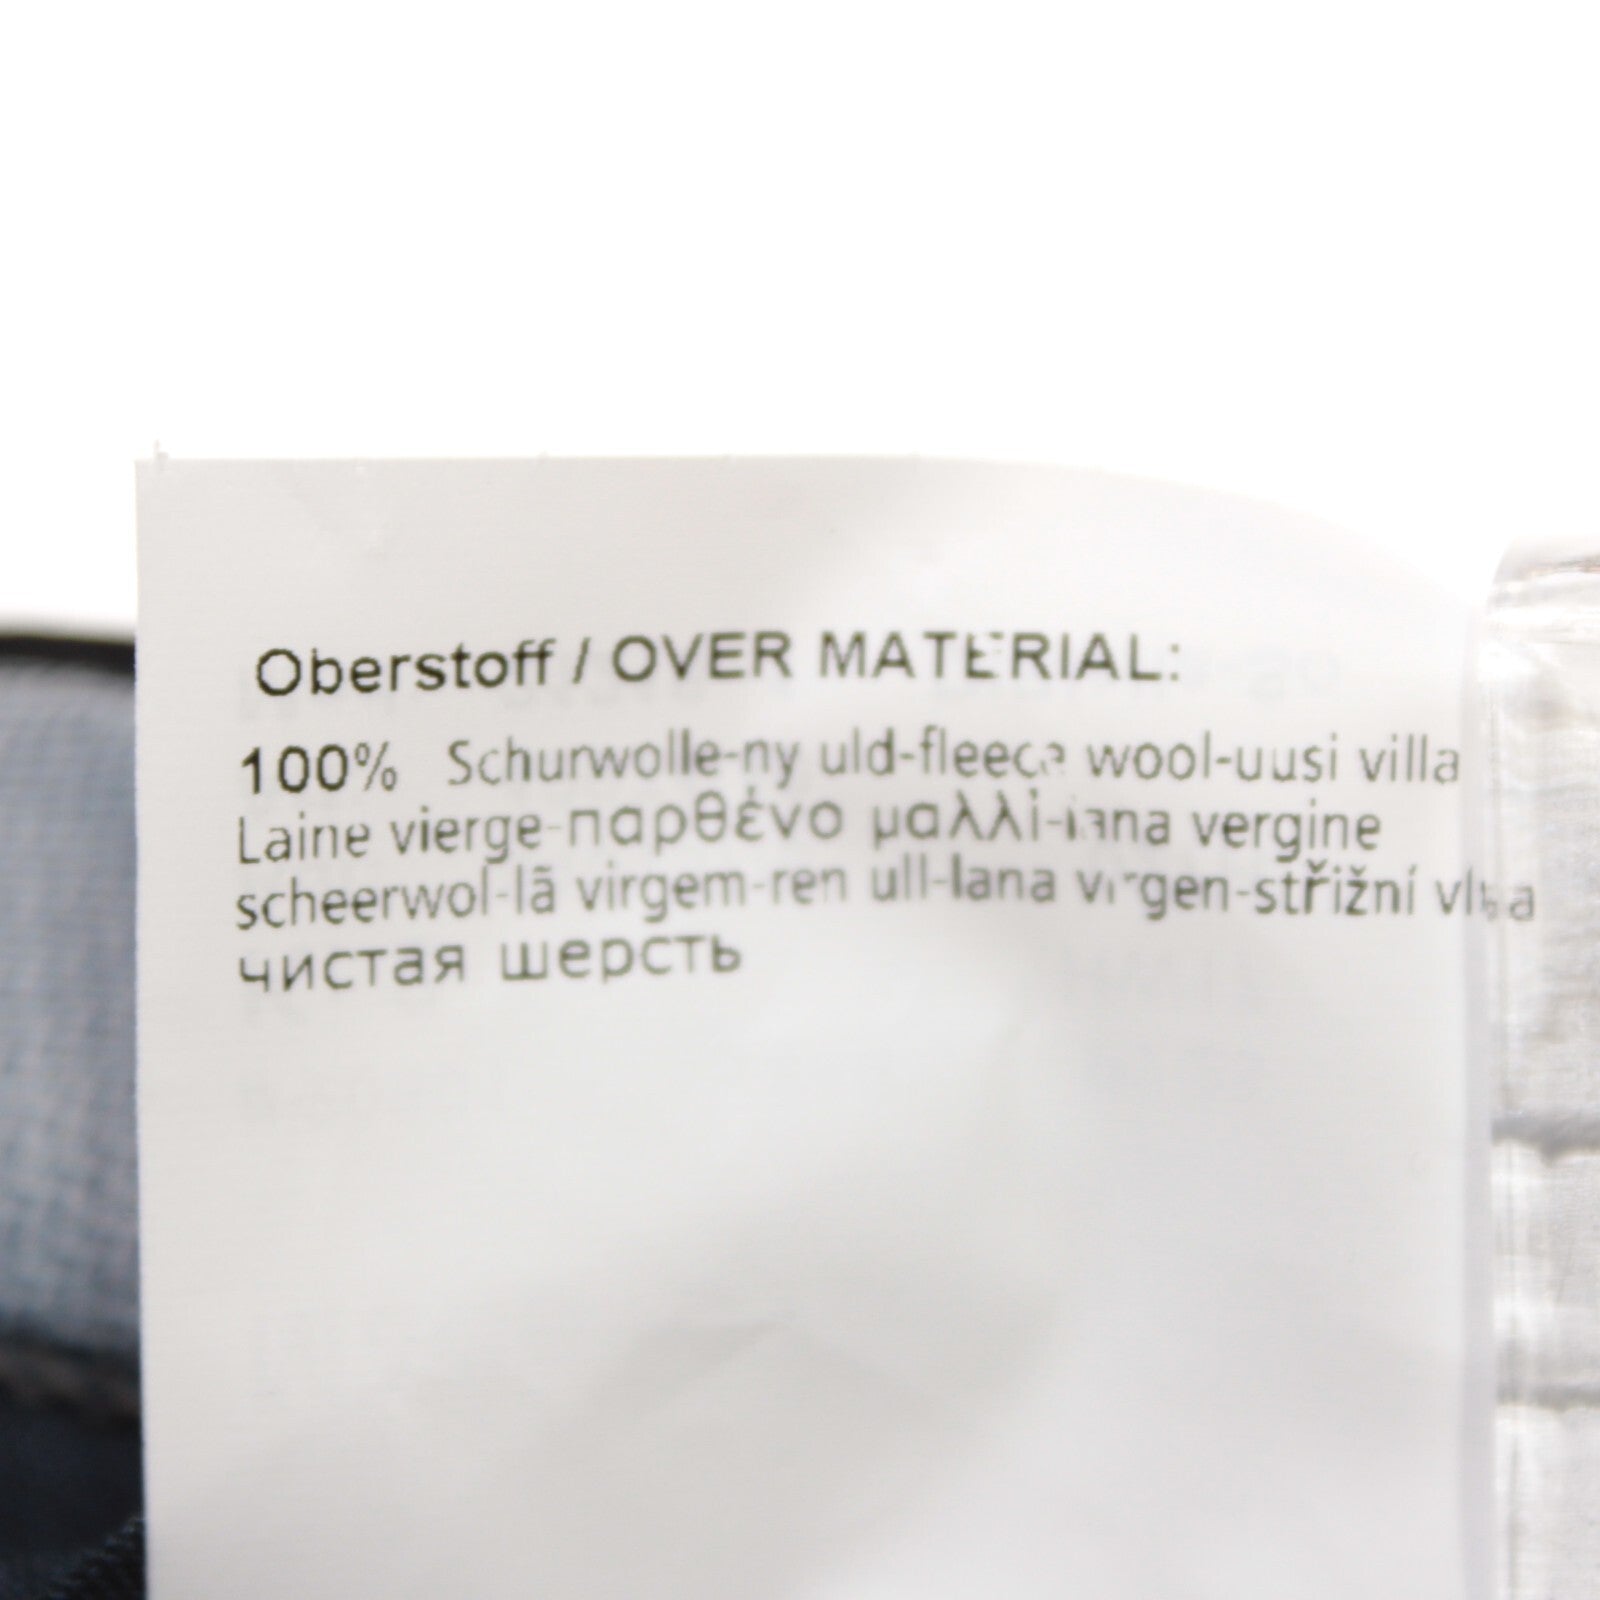 Oberstoff / OVER MATERIAL:
100% Schurwolle-ny uld-fleece wool-uusi villa
Laine vierge-παρθένο μαλλί-lana vergine
scheerwol-lã virgem-ren ull-lana virgen-střižní vlna
чистая шерсть